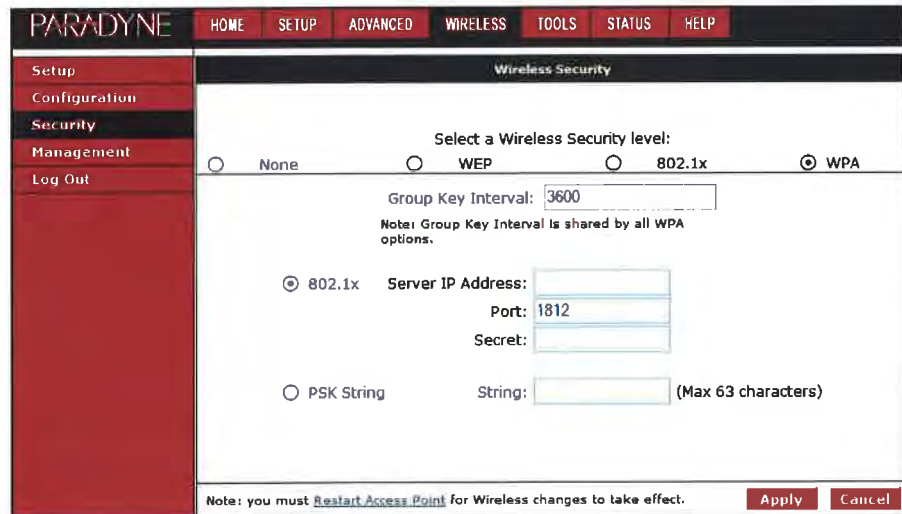 PARADYNE
HOME SETUP ADVANCED WIRELESS TOOLS STATUS HELP
Setup
Configuration
Security
Management
Log Out
Wireless Security
Select a Wireless Security level:
None WEP 802.1x WPA
Group Key Interval: 3600
Note: Group Key Interval is shared by all WPA
options.
802.1x Server IP Address:
Port: 1812
Secret:
PSK String String: (Max 63 characters)
Note: you must Restart Access Point for Wireless changes to take effect. Apply Cancel